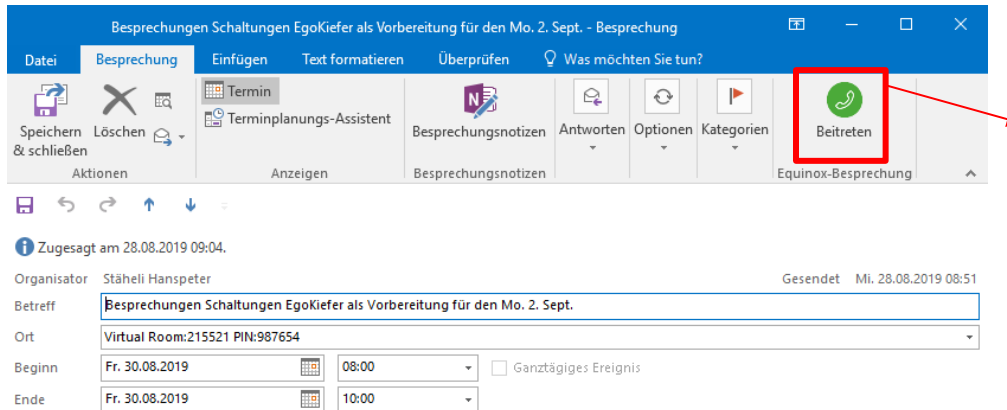 Besprechungen Schaltungen EgoKiefer als Vorbereitung für den Mo. 2. Sept. - Besprechung
Datei Besprechung Einfügen Text formatieren Überprüfen Was möchten Sie tun?
Speichern & schließen
Löschen
Aktionen
Termin
Terminplanungs-Assistent
Anzeigen
Besprechungsnotizen
Besprechungsnotizen
Antworten
Optionen
Kategorien
Beitreten
Equinox-Besprechung
Zugesagt am 28.08.2019 09:04.
Organisator Stäheli Hanspeter Gesendet Mi. 28.08.2019 08:51
Betreff Besprechungen Schaltungen EgoKiefer als Vorbereitung für den Mo. 2. Sept.
Ort Virtual Room:215521 PIN:987654
Beginn Fr. 30.08.2019 08:00 Ganztägiges Ereignis
Ende Fr. 30.08.2019 10:00